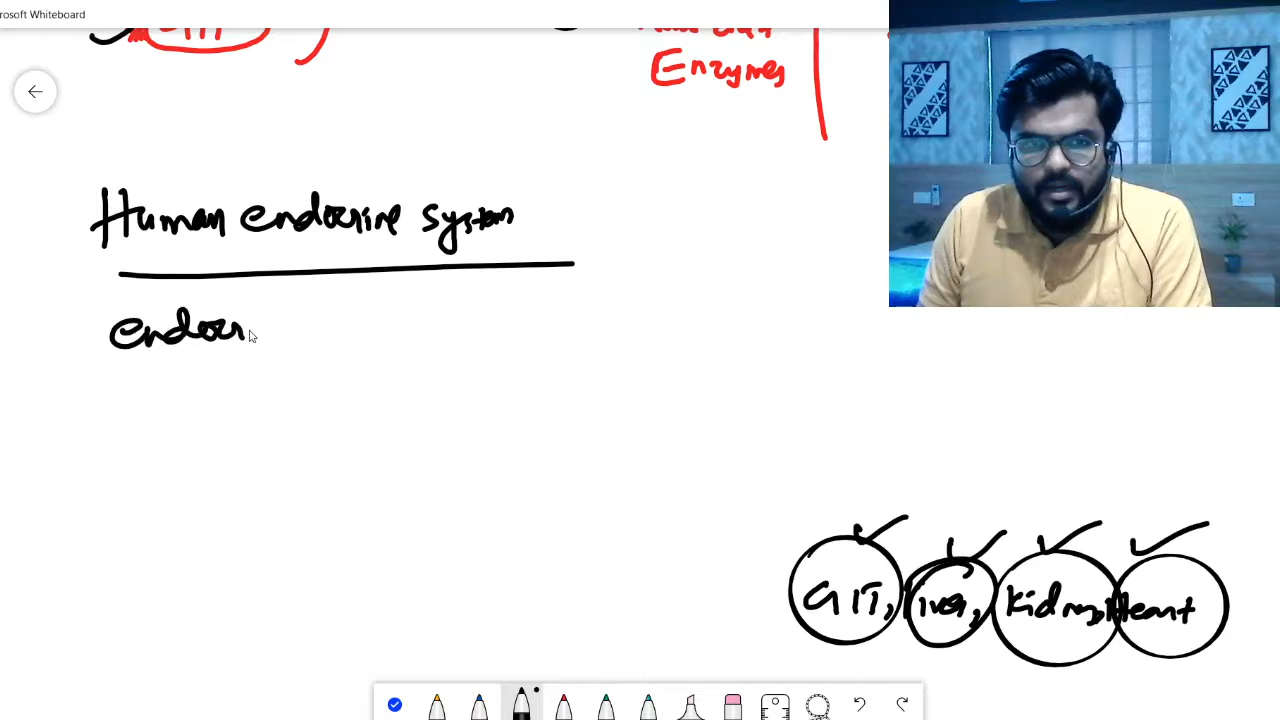 rosoft Whiteboard
Enzymes
Human endocrine system
endocr
GIT, Liver, Kidney, Heart